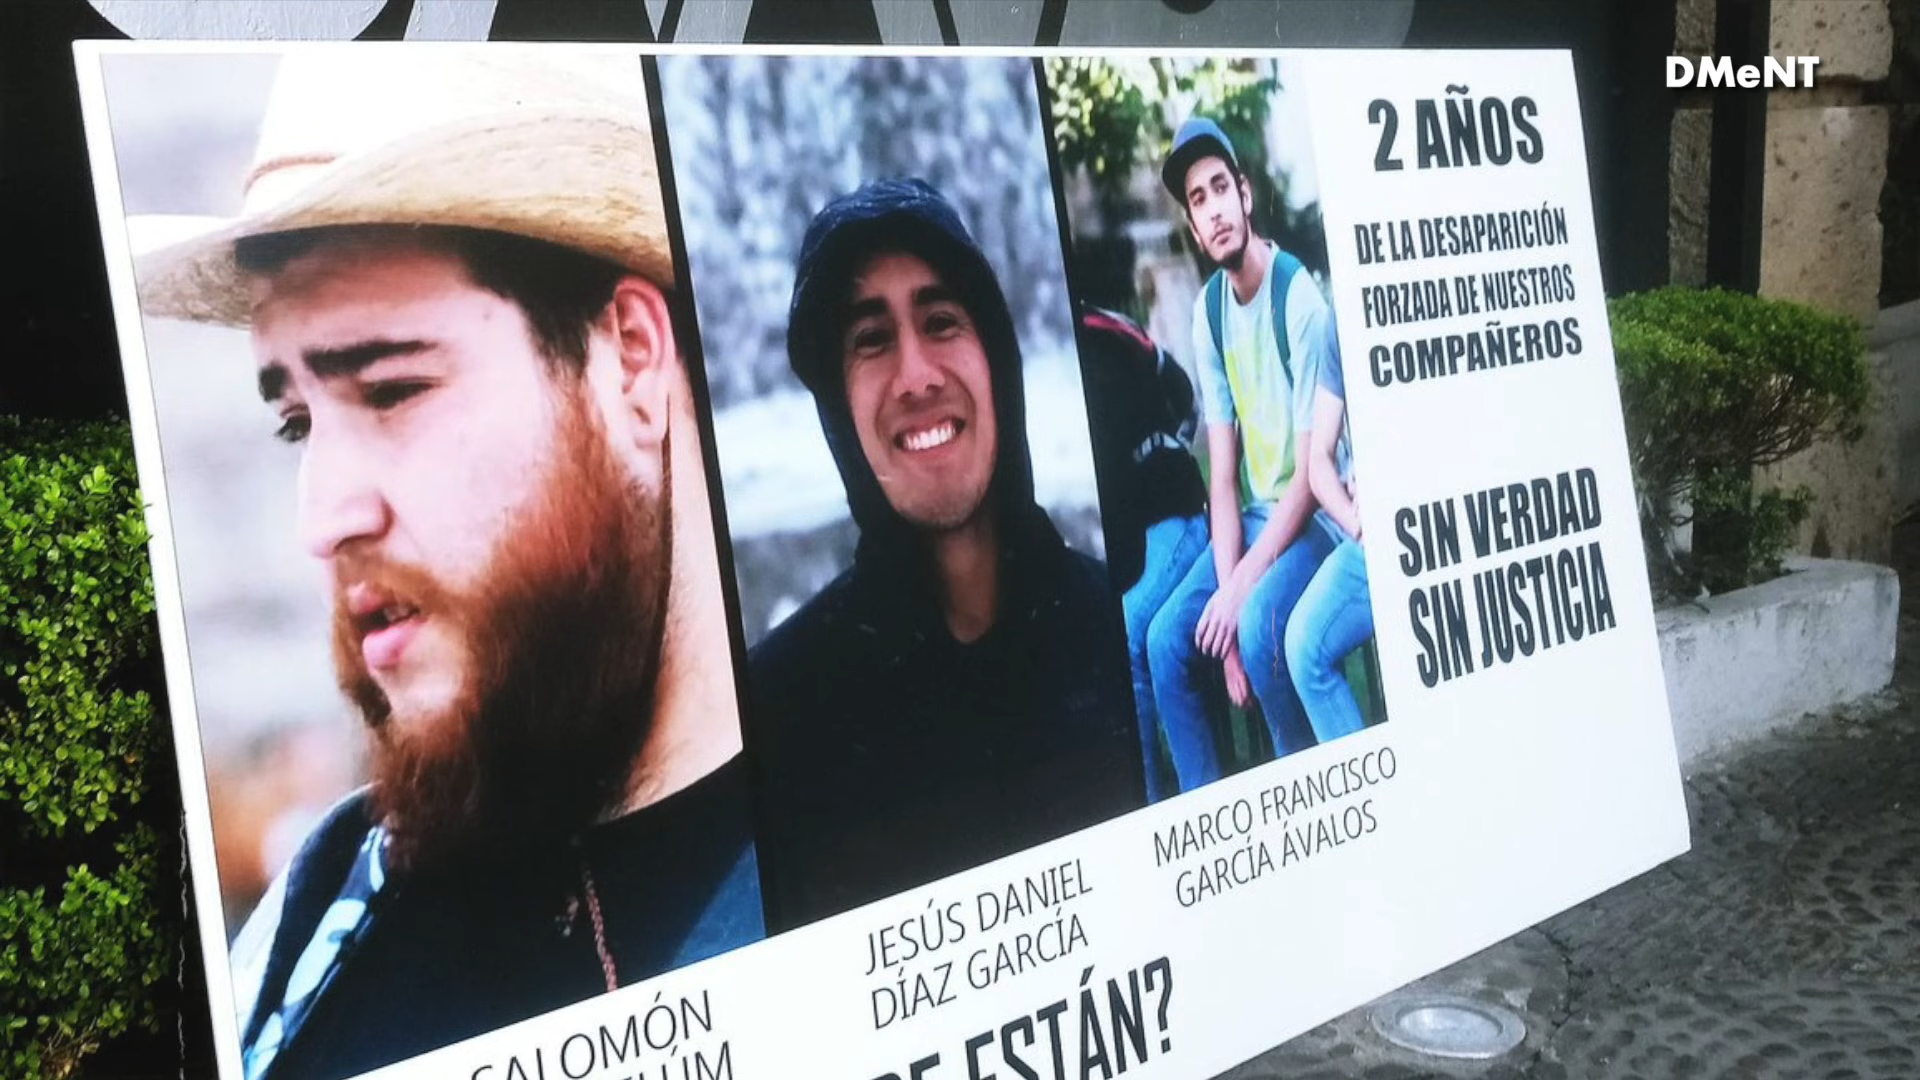 DMeNT
2 AÑOS
DE LA DESAPARICIÓN
FORZADA DE NUESTROS
COMPAÑEROS
SIN VERDAD
SIN JUSTICIA
MARCO FRANCISCO
GARCÍA ÁVALOS
JESÚS DANIEL
DÍAZ GARCÍA
SALOMÓN
ESTÁN?